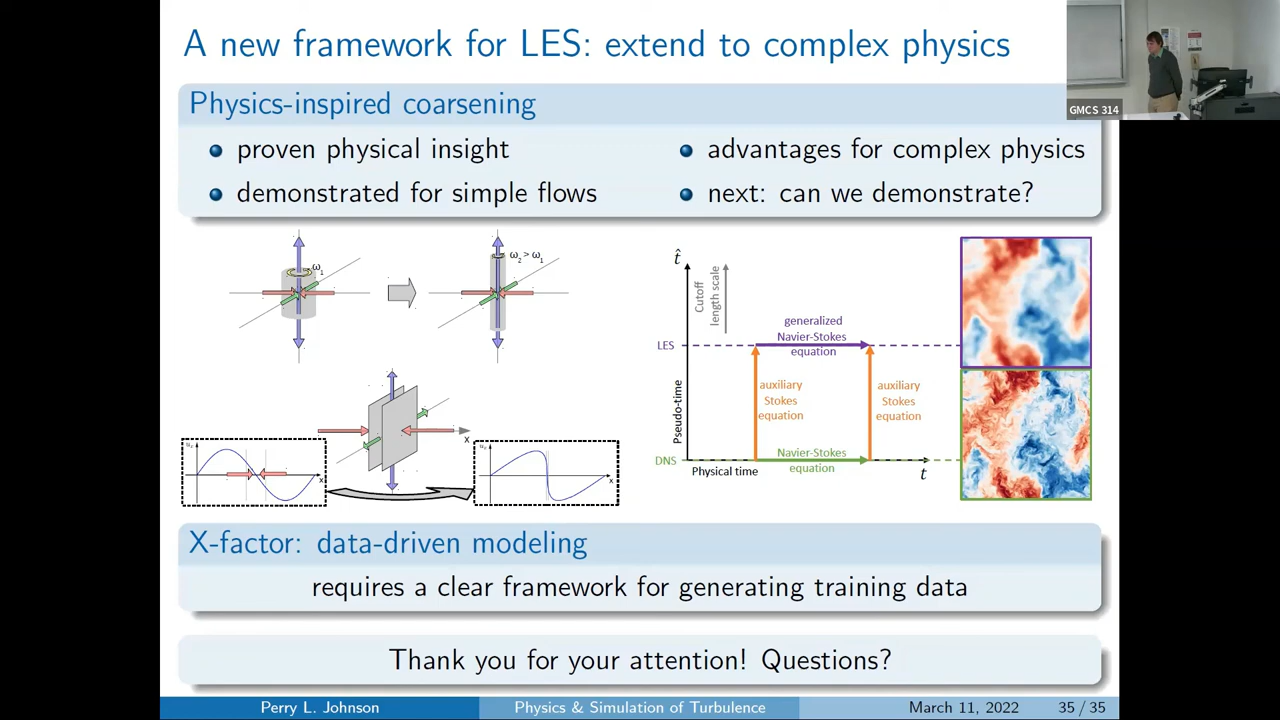 A new framework for LES: extend to complex physics
GMCS 314
Physics-inspired coarsening
proven physical insight
demonstrated for simple flows
advantages for complex physics
next: can we demonstrate?
ω1
ω2 > ω1
x
x
x
t̂
Cutoff
length scale
generalized
Navier-Stokes
equation
LES
auxiliary
Stokes
equation
auxiliary
Stokes
equation
Pseudo-time
Navier-Stokes
equation
DNS
Physical time
t
X-factor: data-driven modeling
requires a clear framework for generating training data
Thank you for your attention! Questions?
Perry L. Johnson
Physics & Simulation of Turbulence
March 11, 2022
35 / 35